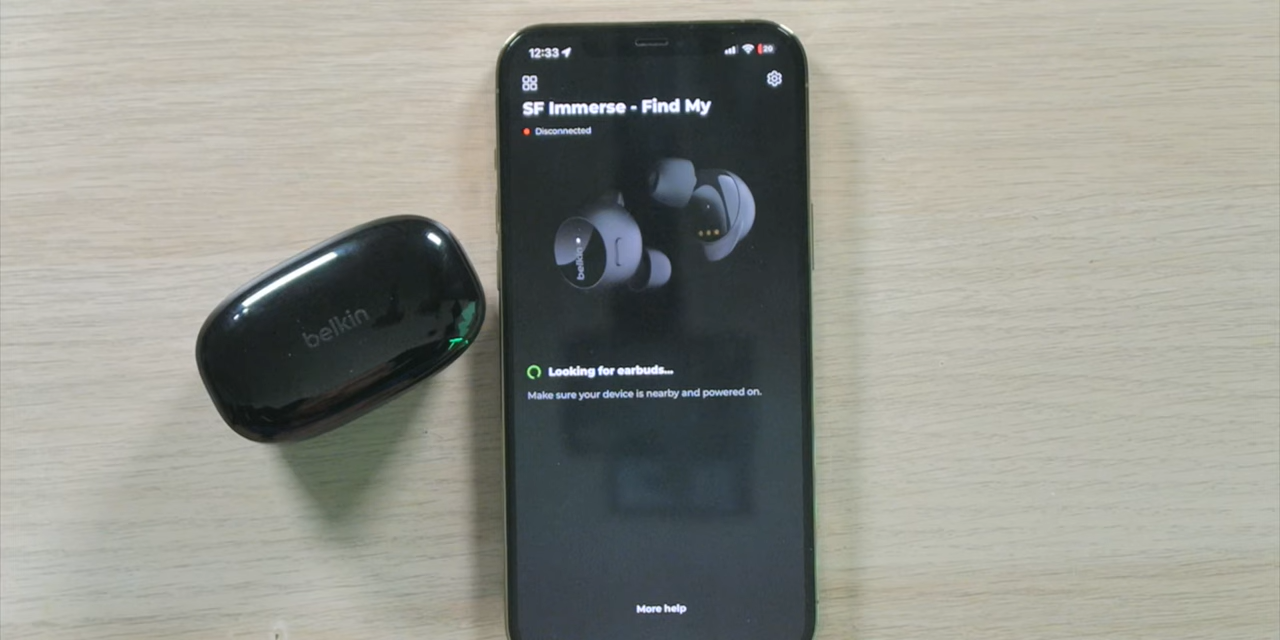 12:33
20
SF Immerse - Find My
Disconnected
belkin
belkin
Looking for earbuds...
Make sure your device is nearby and powered on.
More help